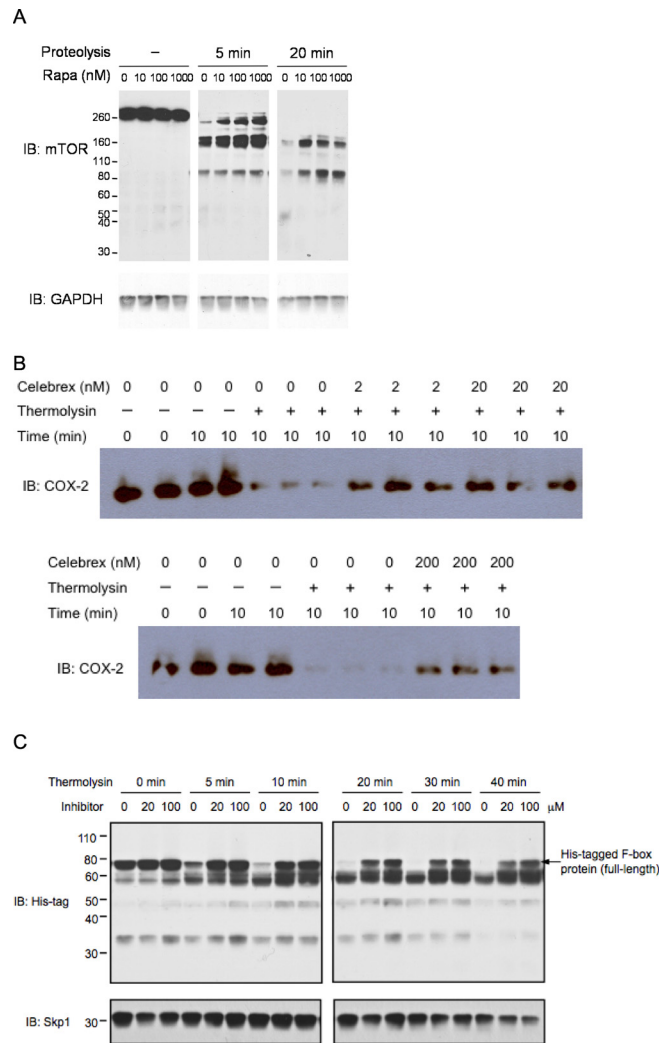 A
Proteolysis – 5 min 20 min
Rapa (nM) 0 10 100 1000 0 10 100 1000 0 10 100 1000
260
160
IB: mTOR
110
80
60
50
40
30
IB: GAPDH
B
Celebrex (nM) 0 0 0 0 0 0 0 2 2 2 20 20 20
Thermolysin – – – – + + + + + + + + +
Time (min) 0 0 10 10 10 10 10 10 10 10 10 10 10
IB: COX-2
Celebrex (nM) 0 0 0 0 0 0 0 200 200 200
Thermolysin – – – – + + + + + +
Time (min) 0 0 10 10 10 10 10 10 10 10
IB: COX-2
C
Thermolysin 0 min 5 min 10 min 20 min 30 min 40 min
Inhibitor 0 20 100 0 20 100 0 20 100 0 20 100 0 20 100 0 20 100 µM
110
80
60
His-tagged F-box
protein (full-length)
IB: His-tag
50
40
30
IB: Skp1 30